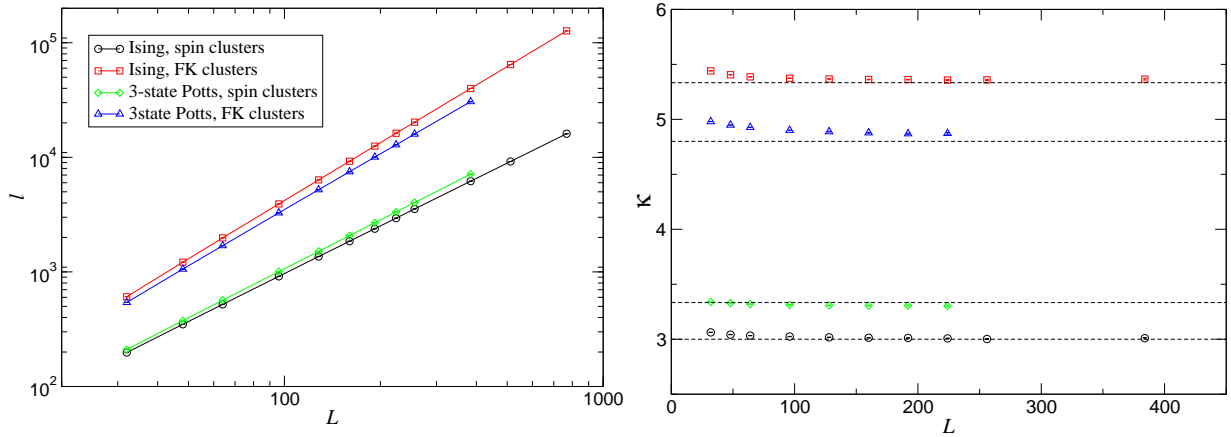 10^5
10^4
10^3
10^2
l
Ising, spin clusters
Ising, FK clusters
3-state Potts, spin clusters
3state Potts, FK clusters
100
1000
L
6
5
4
3
κ
0
100
200
300
400
L